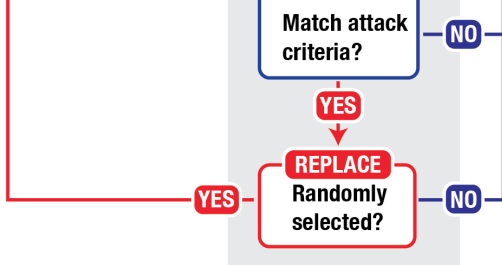 Match attack
criteria?
NO
YES
REPLACE
Randomly
selected?
YES
NO